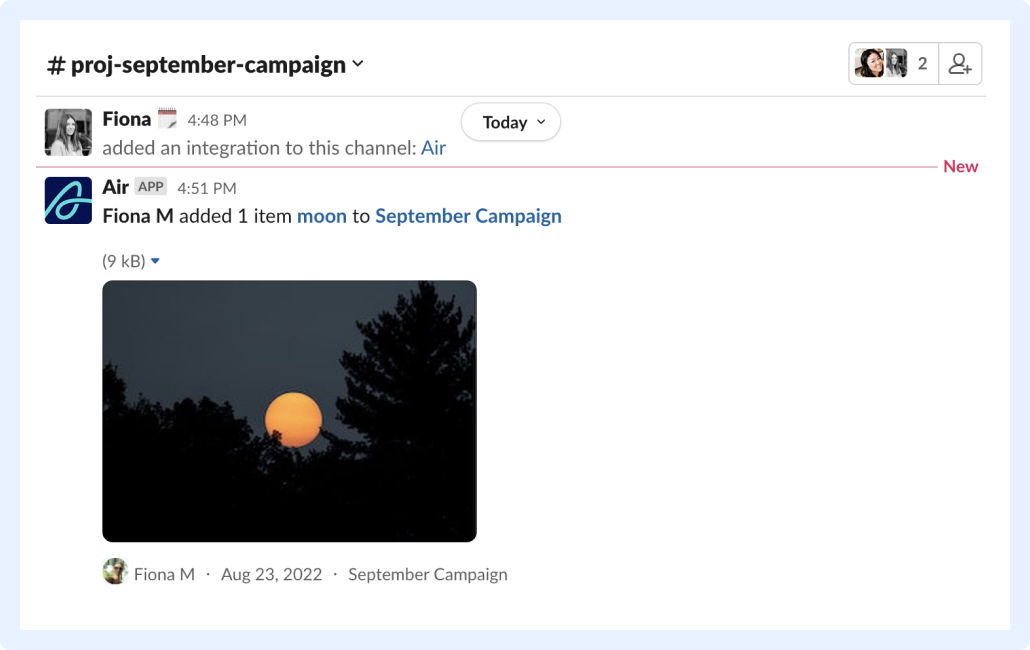 # proj-september-campaign
2
Fiona 4:48 PM
Today
added an integration to this channel: Air
New
Air APP 4:51 PM
Fiona M added 1 item moon to September Campaign
(9 kB)
Fiona M · Aug 23, 2022 · September Campaign